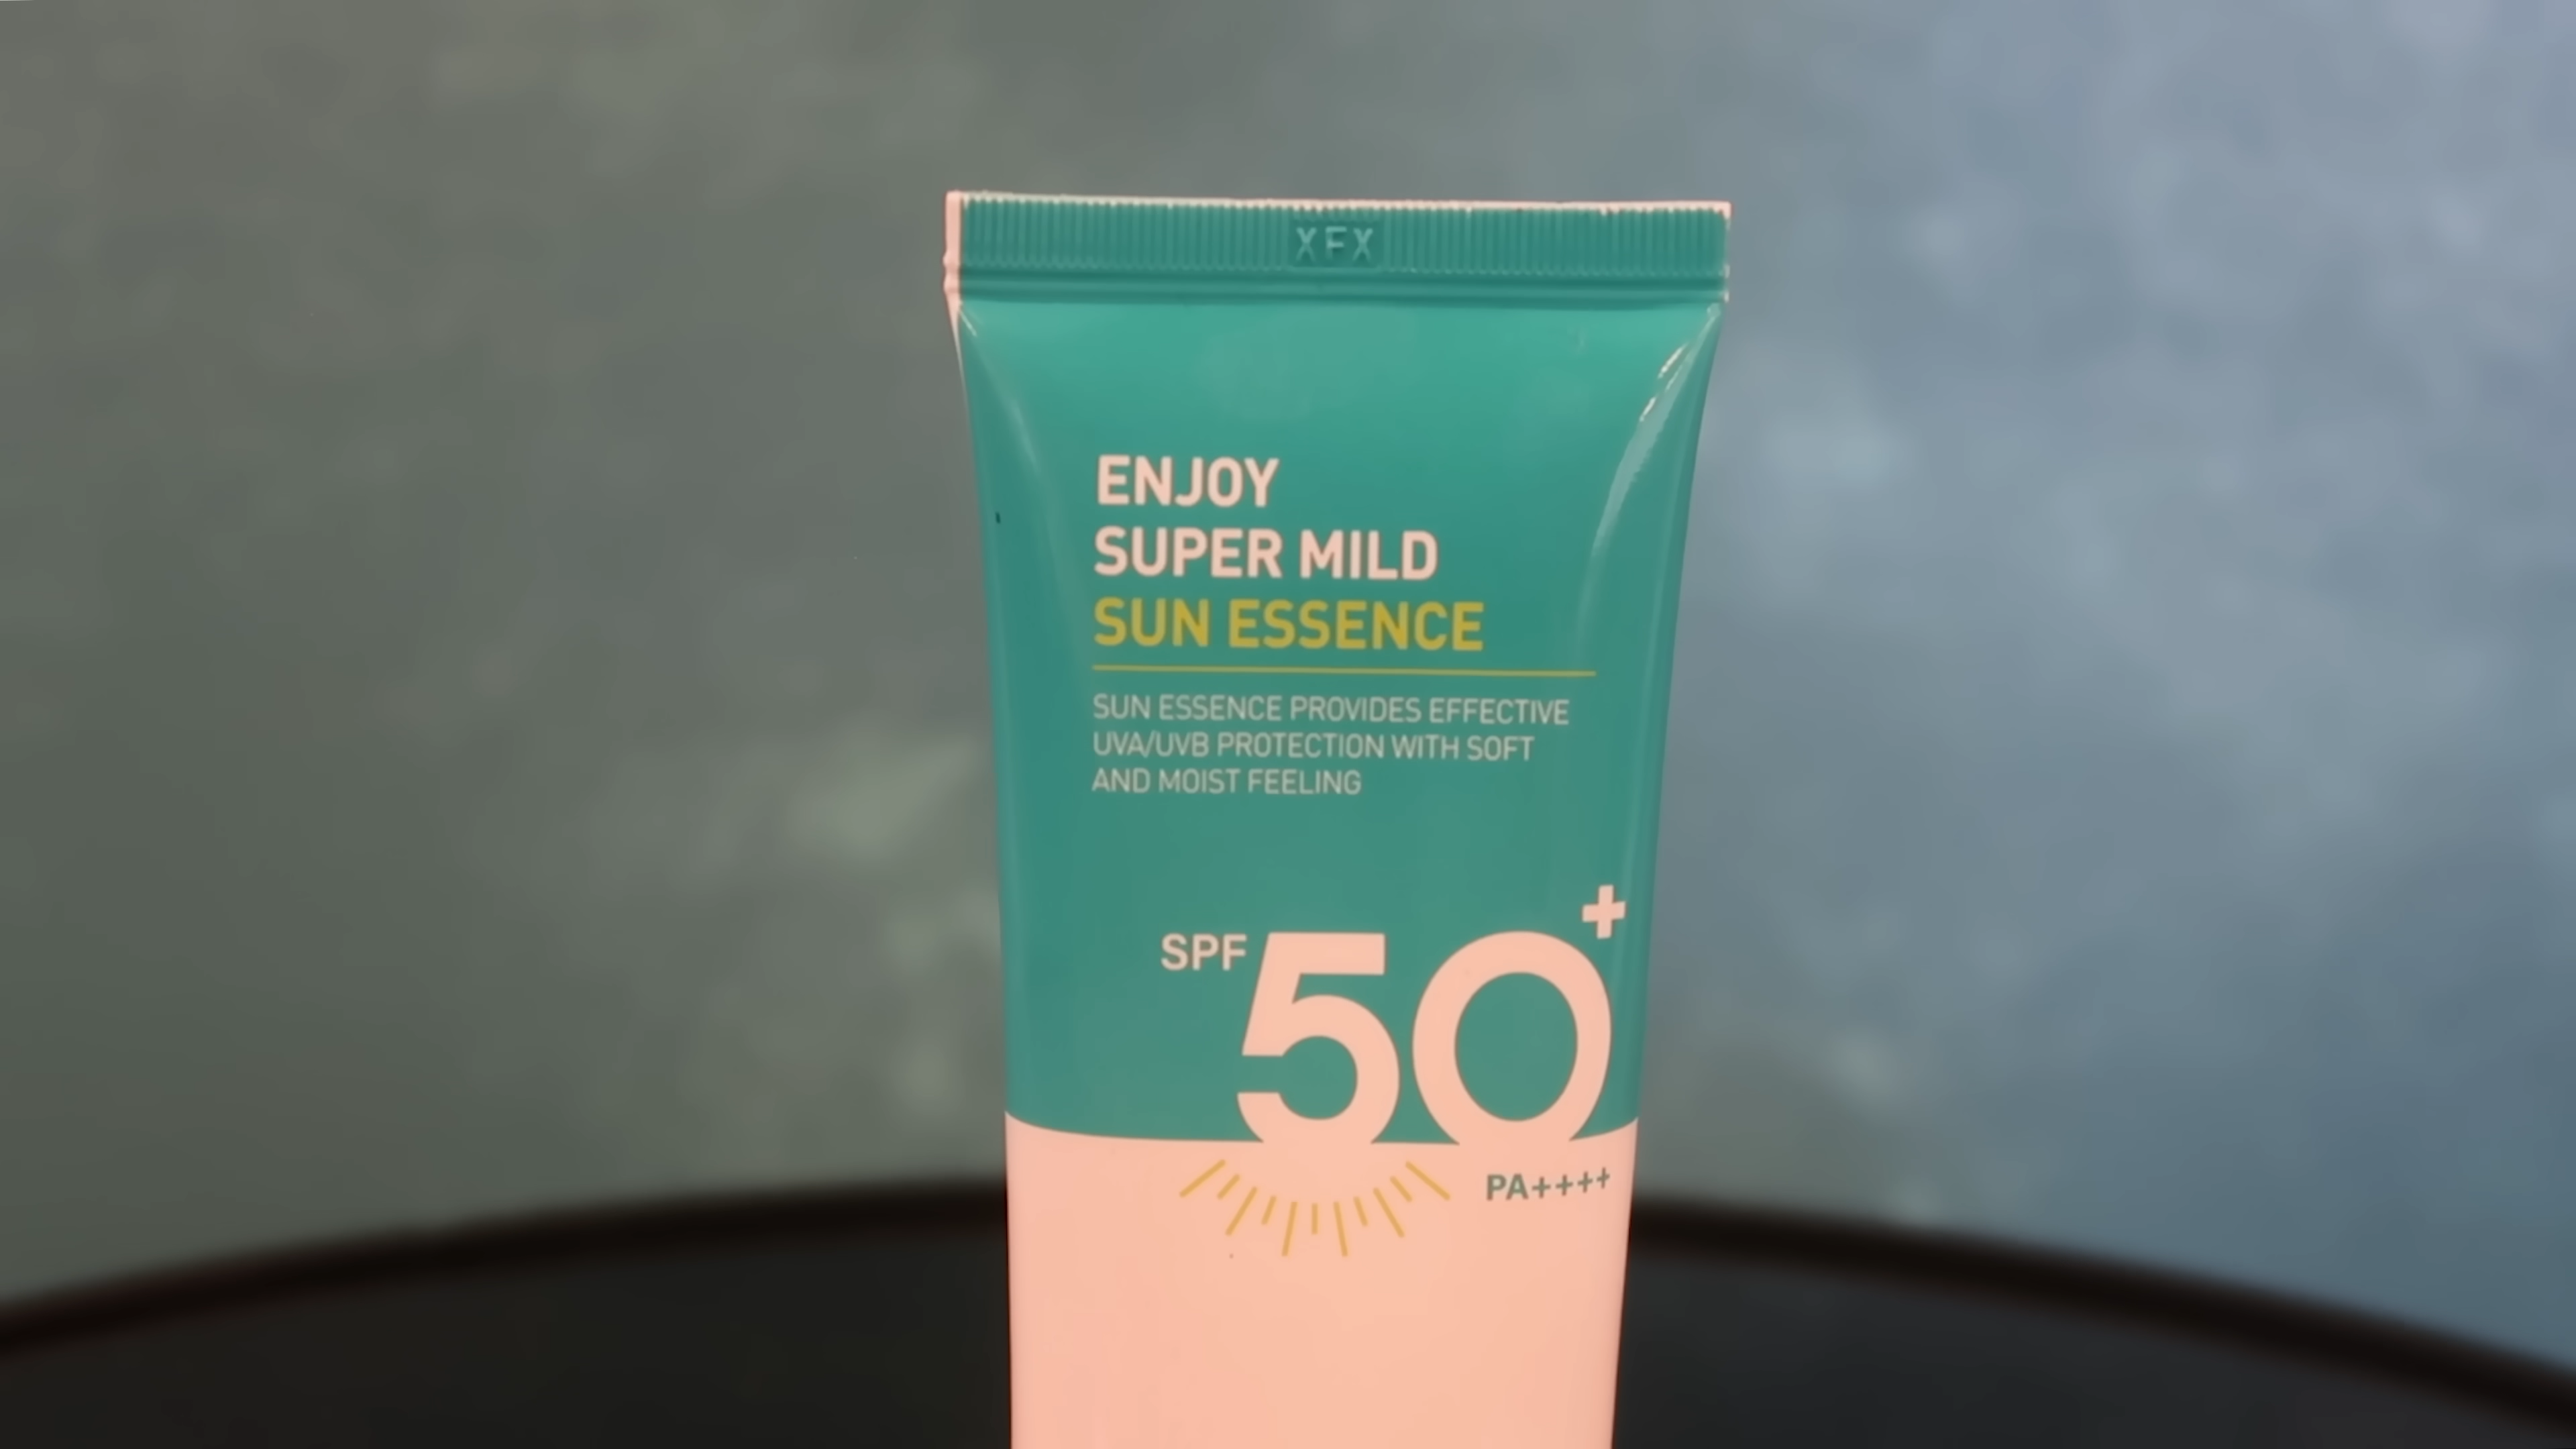 XFX
ENJOY
SUPER MILD
SUN ESSENCE
SUN ESSENCE PROVIDES EFFECTIVE
UVA/UVB PROTECTION WITH SOFT
AND MOIST FEELING
SPF 50+
PA++++